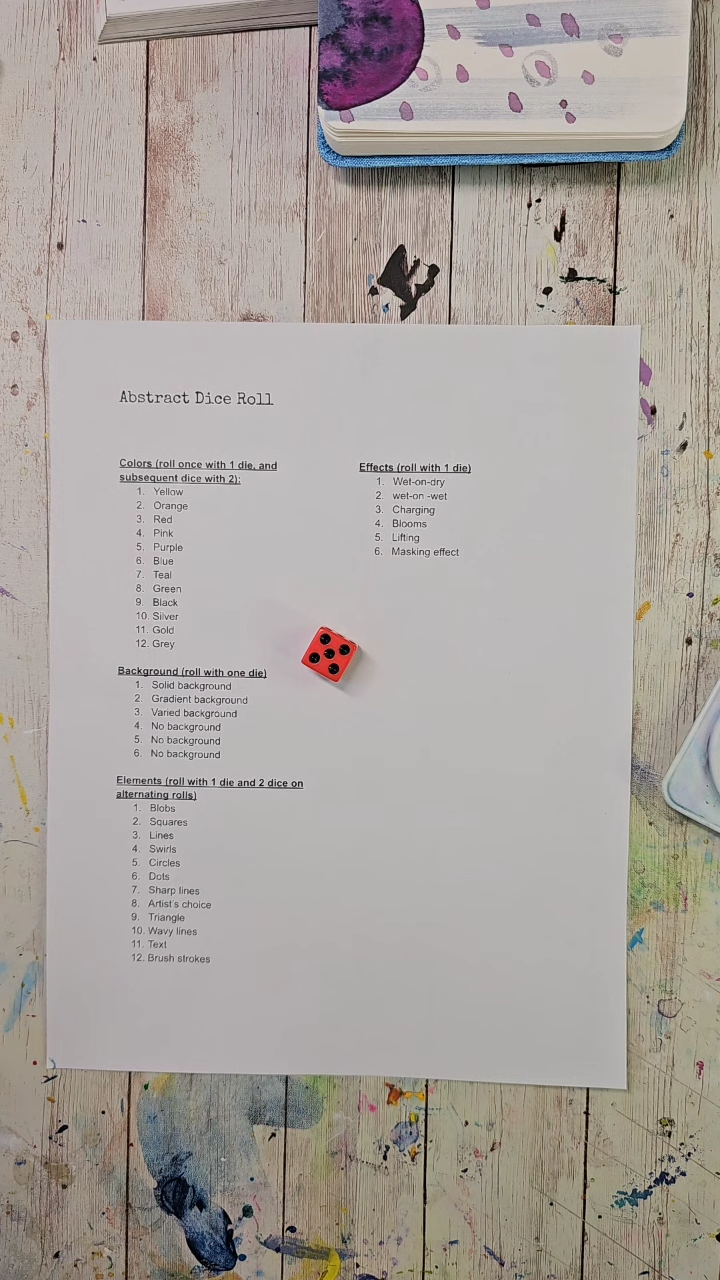 Abstract Dice Roll
Colors (roll once with 1 die, and
subsequent dice with 2):
1. Yellow
2. Orange
3. Red
4. Pink
5. Purple
6. Blue
7. Teal
8. Green
9. Black
10. Silver
11. Gold
12. Grey
Background (roll with one die)
1. Solid background
2. Gradient background
3. Varied background
4. No background
5. No background
6. No background
Elements (roll with 1 die and 2 dice on
alternating rolls)
1. Blobs
2. Squares
3. Lines
4. Swirls
5. Circles
6. Dots
7. Sharp lines
8. Artist's choice
9. Triangle
10. Wavy lines
11. Text
12. Brush strokes
Effects (roll with 1 die)
1. Wet-on-dry
2. wet-on -wet
3. Charging
4. Blooms
5. Lifting
6. Masking effect